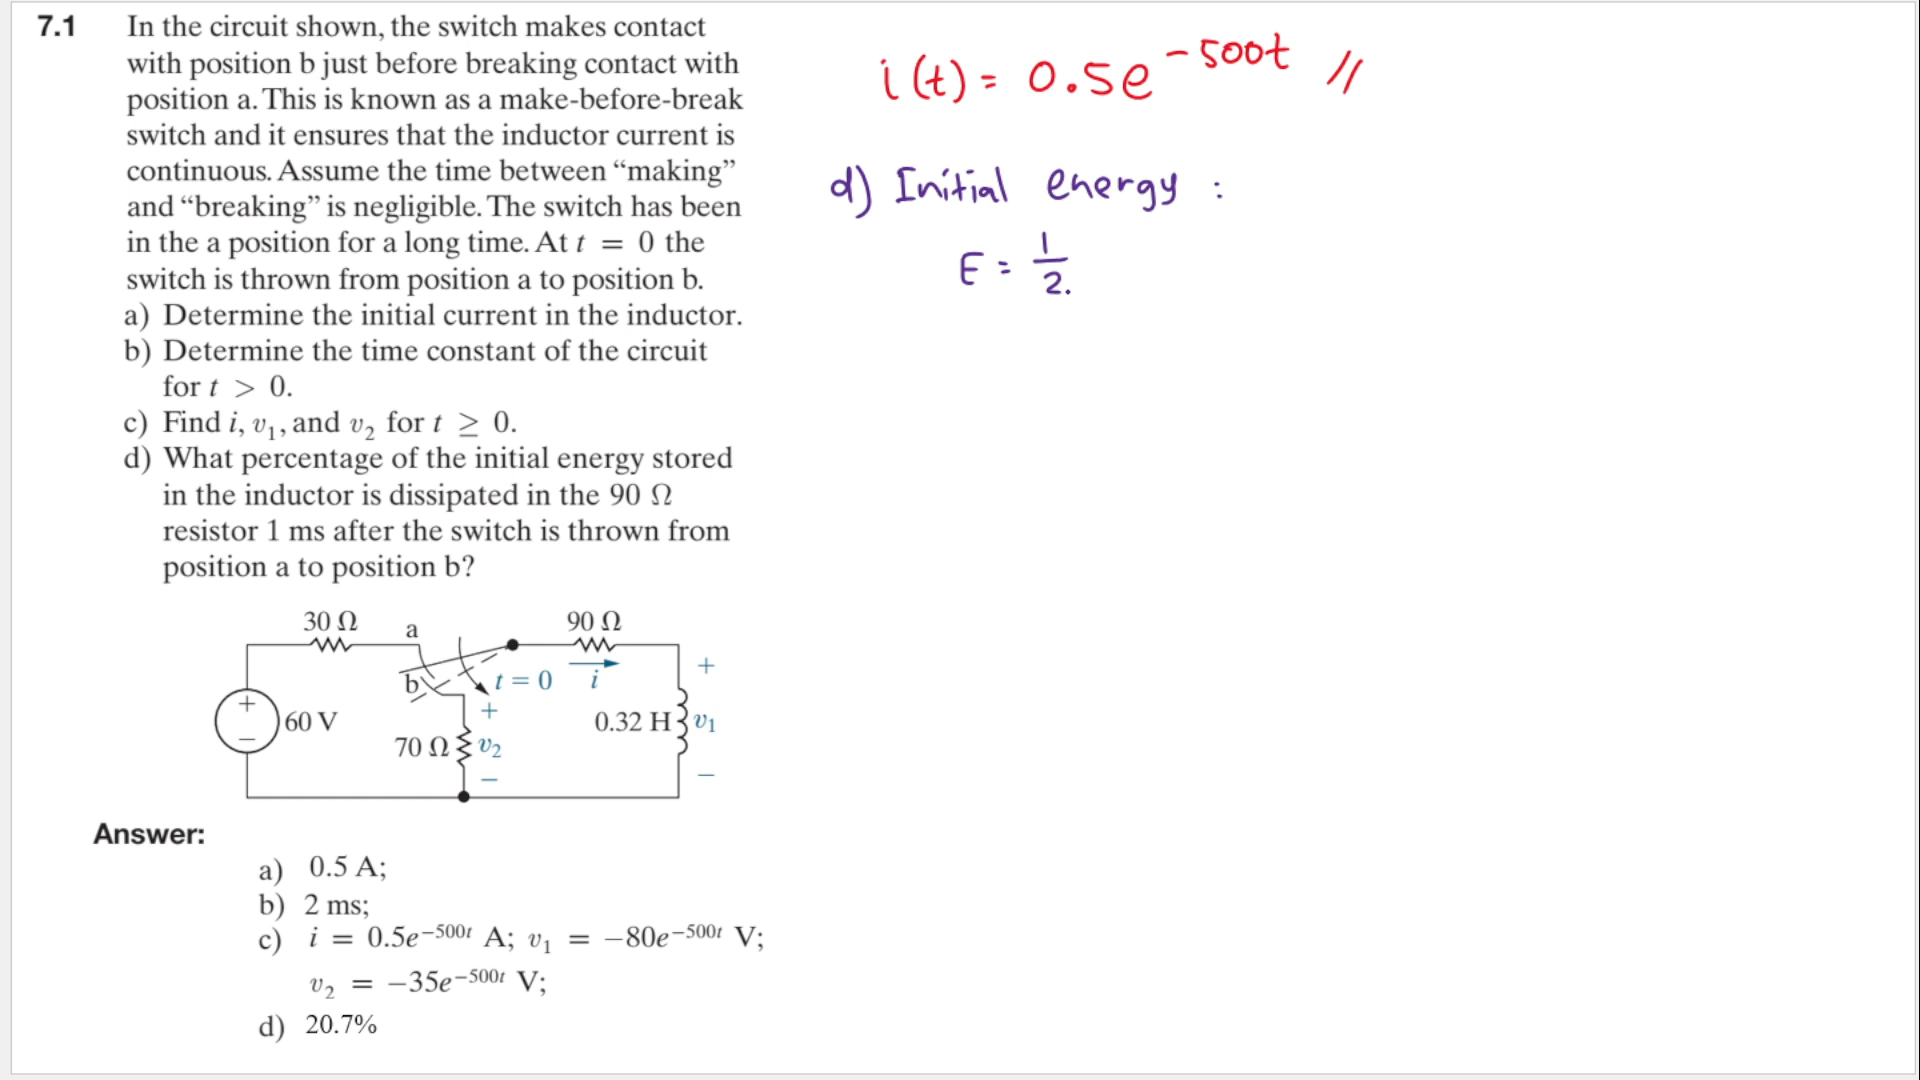 7.1 In the circuit shown, the switch makes contact
with position b just before breaking contact with
position a. This is known as a make-before-break
switch and it ensures that the inductor current is
continuous. Assume the time between “making”
and “breaking” is negligible. The switch has been
in the a position for a long time. At t = 0 the
switch is thrown from position a to position b.
a) Determine the initial current in the inductor.
b) Determine the time constant of the circuit
for t > 0.
c) Find i, v₁, and v₂ for t ≥ 0.
d) What percentage of the initial energy stored
in the inductor is dissipated in the 90 Ω
resistor 1 ms after the switch is thrown from
position a to position b?
30 Ω
a
90 Ω
b
t = 0
i
+
+
60 V
−
+
70 Ω
v₂
−
0.32 H
v₁
−
Answer:
a) 0.5 A;
b) 2 ms;
c) i = 0.5e^−500t A; v₁ = −80e^−500t V;
v₂ = −35e^−500t V;
d) 20.7%
i(t) = 0.5e^-500t //
d) Initial energy :
E = 1/2.